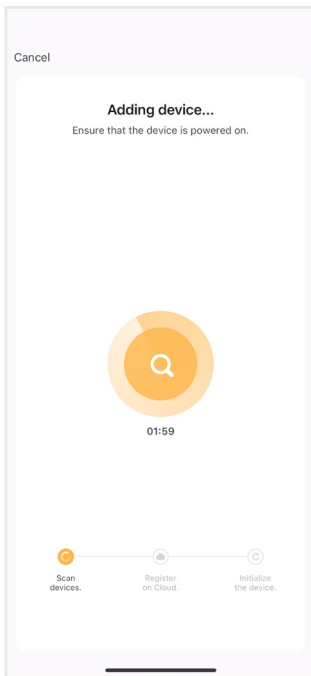 Cancel
Adding device...
Ensure that the device is powered on.
01:59
Scan
devices.
Register
on Cloud.
Initialize
the device.